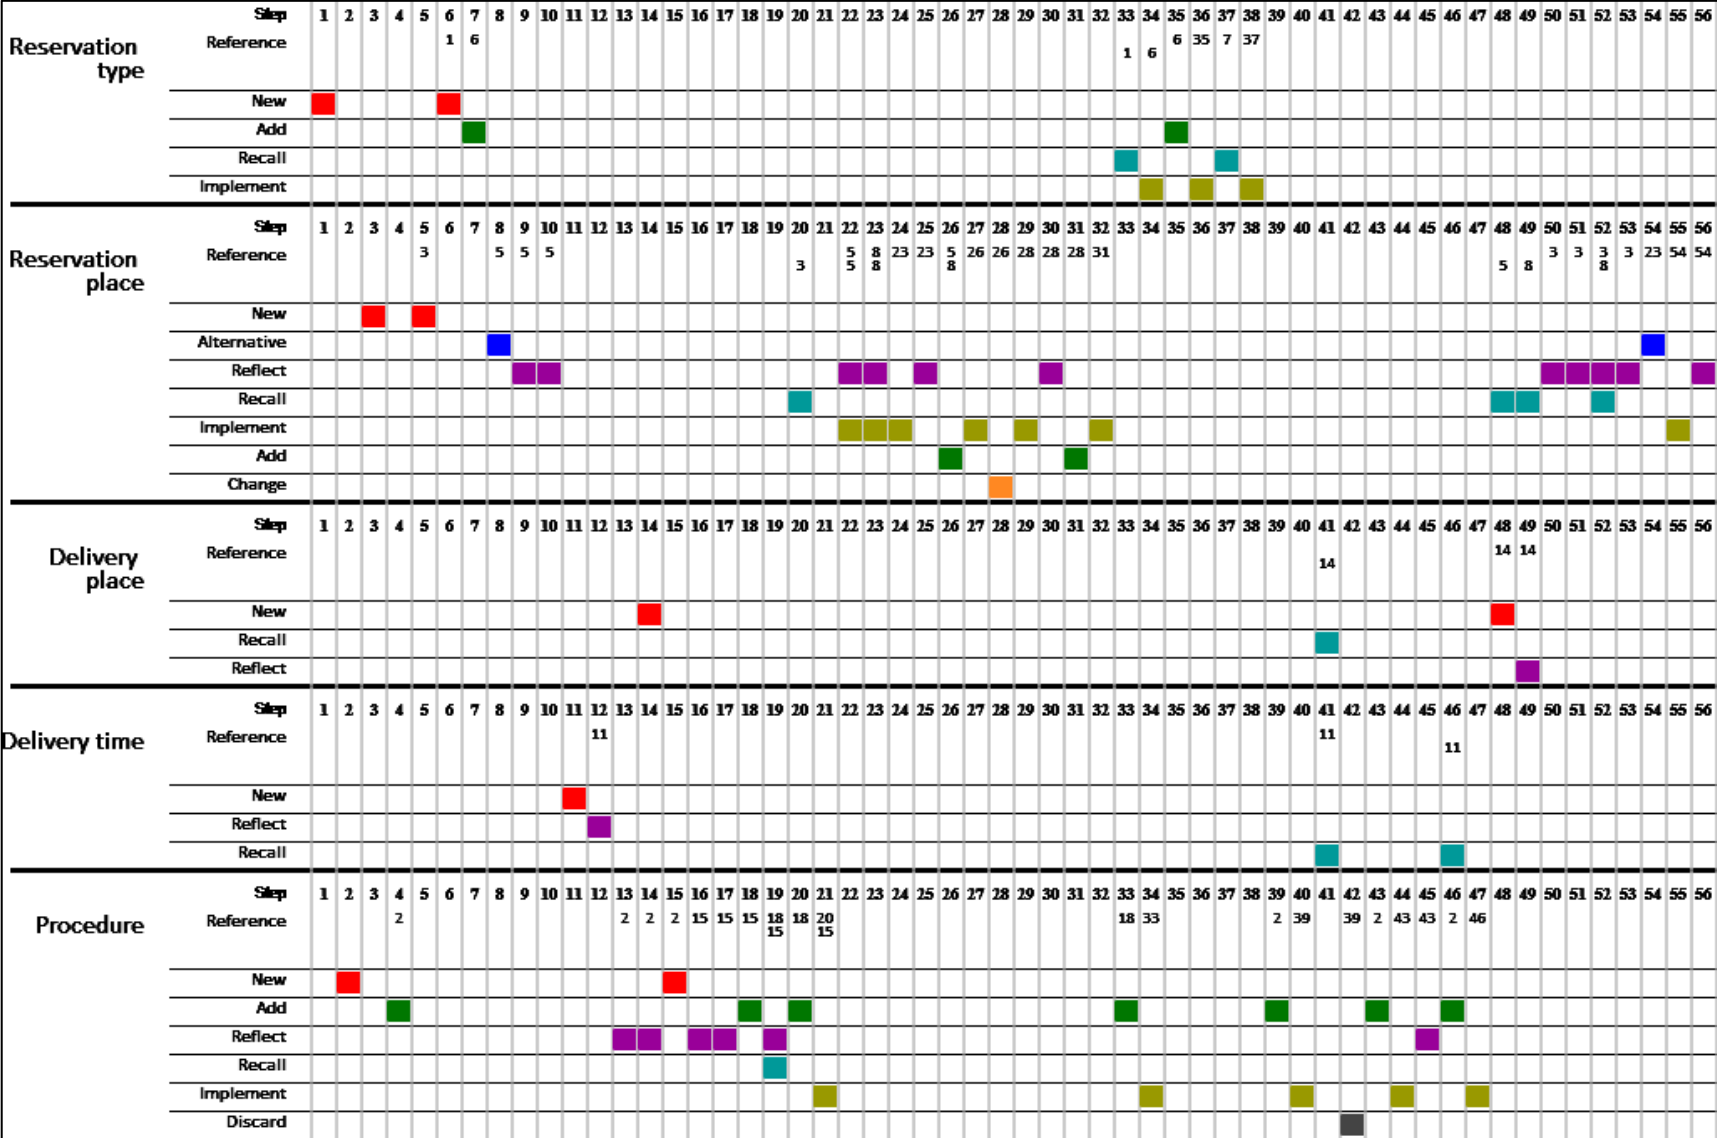 Step 1 2 3 4 5 6 7 8 9 10 11 12 13 14 15 16 17 18 19 20 21 22 23 24 25 26 27 28 29 30 31 32 33 34 35 36 37 38 39 40 41 42 43 44 45 46 47 48 49 50 51 52 53 54 55 56
Reservation type
Reference 1 6 6 35 7 37
1 6
New
Add
Recall
Implement
Step 1 2 3 4 5 6 7 8 9 10 11 12 13 14 15 16 17 18 19 20 21 22 23 24 25 26 27 28 29 30 31 32 33 34 35 36 37 38 39 40 41 42 43 44 45 46 47 48 49 50 51 52 53 54 55 56
Reservation place
Reference 3 5 5 5 5 8 23 23 5 26 26 28 28 28 31 3 3 3 3 23 54 54
3 5 8 8 5 8 8
New
Alternative
Reflect
Recall
Implement
Add
Change
Step 1 2 3 4 5 6 7 8 9 10 11 12 13 14 15 16 17 18 19 20 21 22 23 24 25 26 27 28 29 30 31 32 33 34 35 36 37 38 39 40 41 42 43 44 45 46 47 48 49 50 51 52 53 54 55 56
Delivery place
Reference 14 14
14
New
Recall
Reflect
Step 1 2 3 4 5 6 7 8 9 10 11 12 13 14 15 16 17 18 19 20 21 22 23 24 25 26 27 28 29 30 31 32 33 34 35 36 37 38 39 40 41 42 43 44 45 46 47 48 49 50 51 52 53 54 55 56
Delivery time
Reference 11 11
11
New
Reflect
Recall
Step 1 2 3 4 5 6 7 8 9 10 11 12 13 14 15 16 17 18 19 20 21 22 23 24 25 26 27 28 29 30 31 32 33 34 35 36 37 38 39 40 41 42 43 44 45 46 47 48 49 50 51 52 53 54 55 56
Procedure
Reference 2 2 2 2 15 15 15 18 18 20 18 33 2 39 39 2 43 43 2 46
15 15
New
Add
Reflect
Recall
Implement
Discard